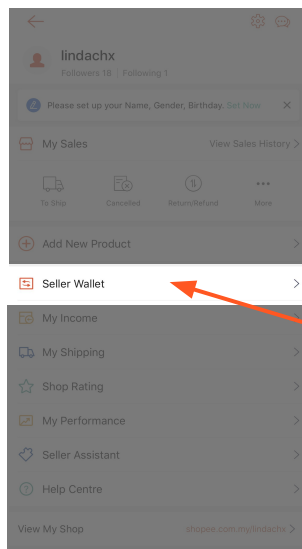 lindachx
Followers 18 | Following 1
Please set up your Name, Gender, Birthday. Set Now
My Sales
View Sales History >
To Ship
Cancelled
Return/Refund
More
Add New Product
Seller Wallet
My Income
My Shipping
Shop Rating
My Performance
Seller Assistant
Help Centre
View My Shop
shopee.com.my/lindachx >